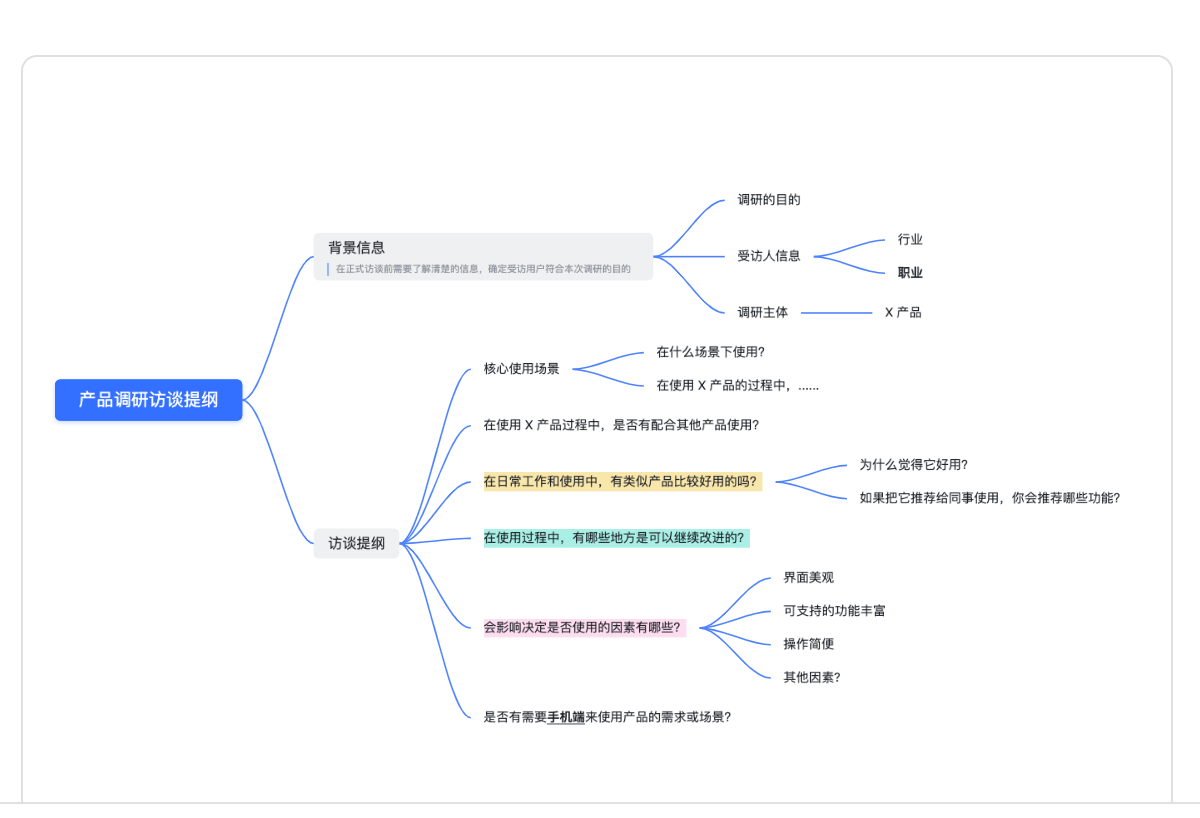 产品调研访谈提纲
背景信息
在正式访谈前需要了解清楚的信息，确定受访用户符合本次调研的目的
调研的目的
受访人信息
行业
职业
调研主体
X 产品
访谈提纲
核心使用场景
在什么场景下使用?
在使用 X 产品的过程中，......
在使用 X 产品过程中，是否有配合其他产品使用?
在日常工作和使用中，有类似产品比较好用的吗?
为什么觉得它好用?
如果把它推荐给同事使用，你会推荐哪些功能?
在使用过程中，有哪些地方是可以继续改进的?
会影响决定是否使用的因素有哪些?
界面美观
可支持的功能丰富
操作简便
其他因素?
是否有需要手机端来使用产品的需求或场景?